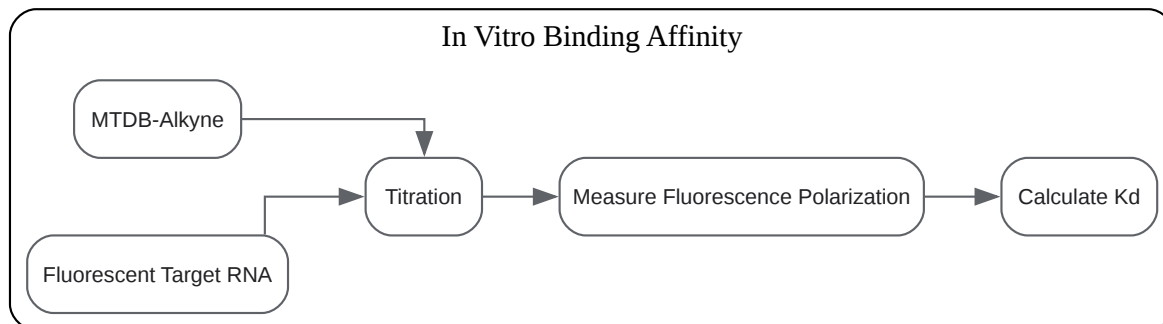 In Vitro Binding Affinity
MTDB-Alkyne
Titration
Measure Fluorescence Polarization
Calculate Kd
Fluorescent Target RNA